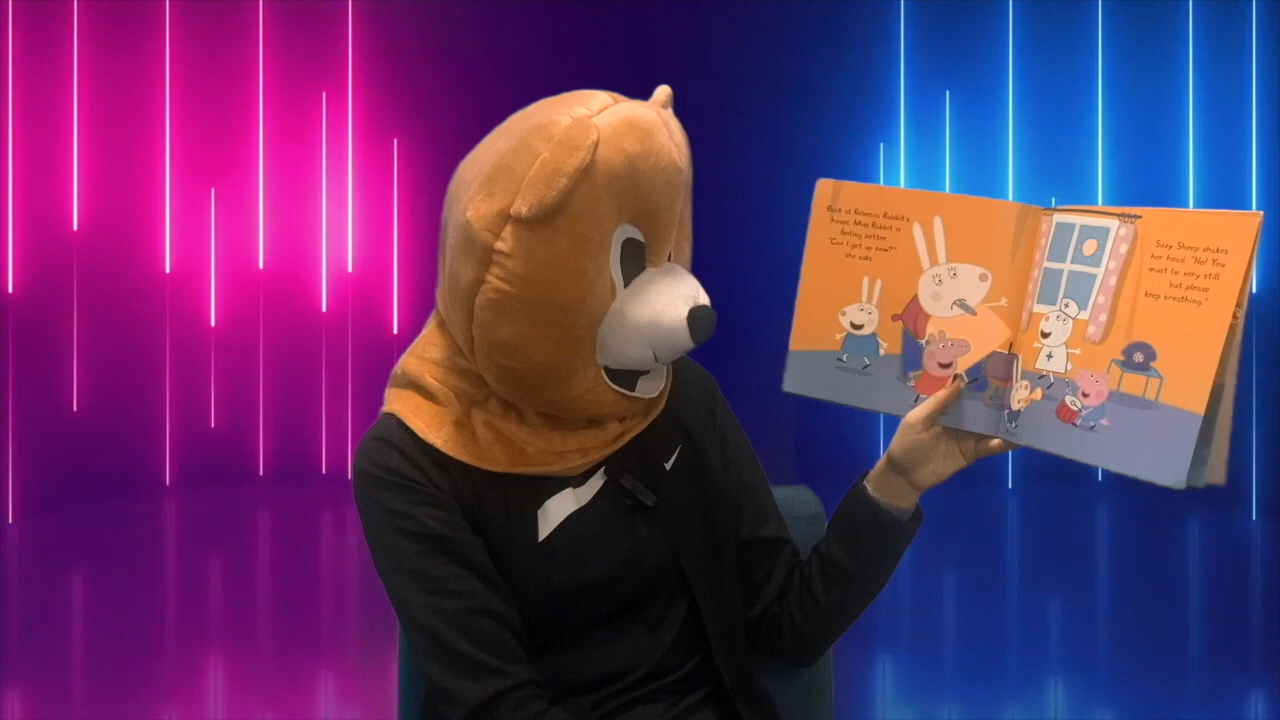 Back at Rebecca Rabbit's
house, Miss Rabbit is
feeling better.
"Can I get up now?"
she asks.
Suzy Sheep shakes
her head. "No! You
must lie very still
but please
keep breathing."